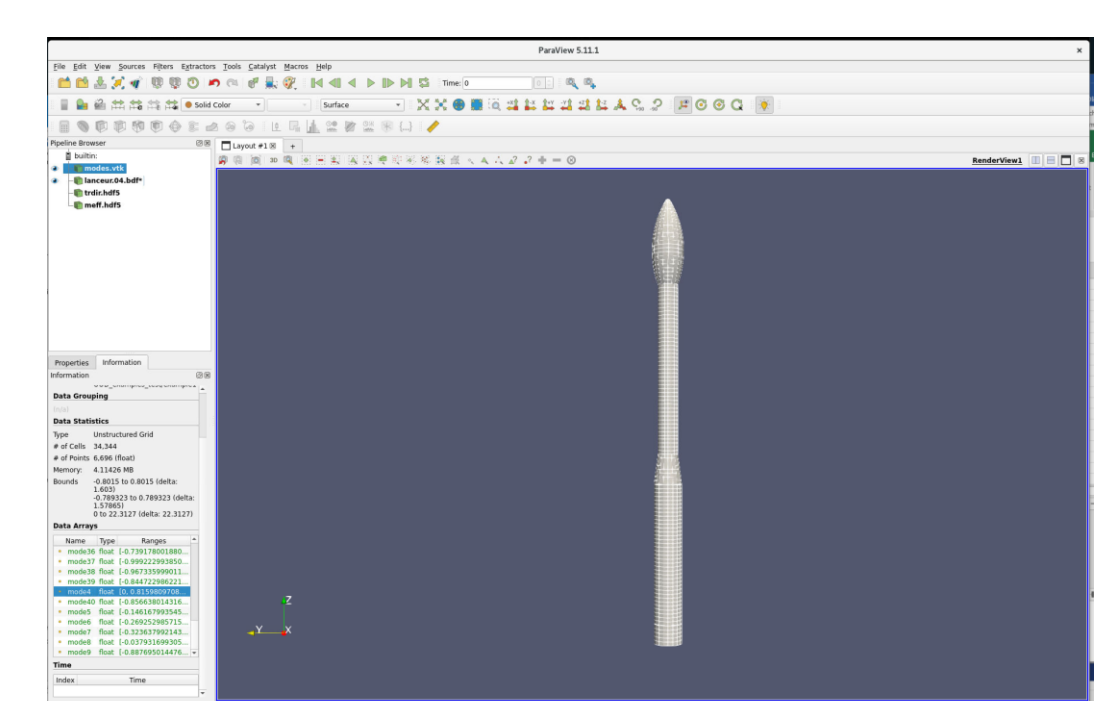 ParaView 5.11.1
File Edit View Sources Filters Extractors Tools Catalyst Macros Help
Time: 0
Solid Color
Surface
Pipeline Browser
Layout #1
+
builtin:
3D
RenderView1
modes.vtk
lanceur.04.bdf*
trdir.hdf5
meff.hdf5
Properties Information
Information
Data Grouping
Data Statistics
Type Unstructured Grid
# of Cells 34,344
# of Points 6,696 (float)
Memory: 4.11426 MB
Bounds -0.8015 to 0.8015 (delta:
1.603)
-0.789323 to 0.789323 (delta:
1.57865)
0 to 22.3127 (delta: 22.3127)
Data Arrays
Name Type Ranges
mode36 float [-0.739178001880...
mode37 float [-0.999222993850...
mode38 float [-0.967335999011...
mode39 float [-0.844722986221...
mode4 float [0, 0.8159809708...
mode40 float [-0.856638014316...
mode5 float [-0.146167993545...
mode6 float [-0.269252985715...
mode7 float [-0.323637992143...
mode8 float [-0.037931699305...
mode9 float [-0.887695014476...
Time
Index Time
Z
Y X